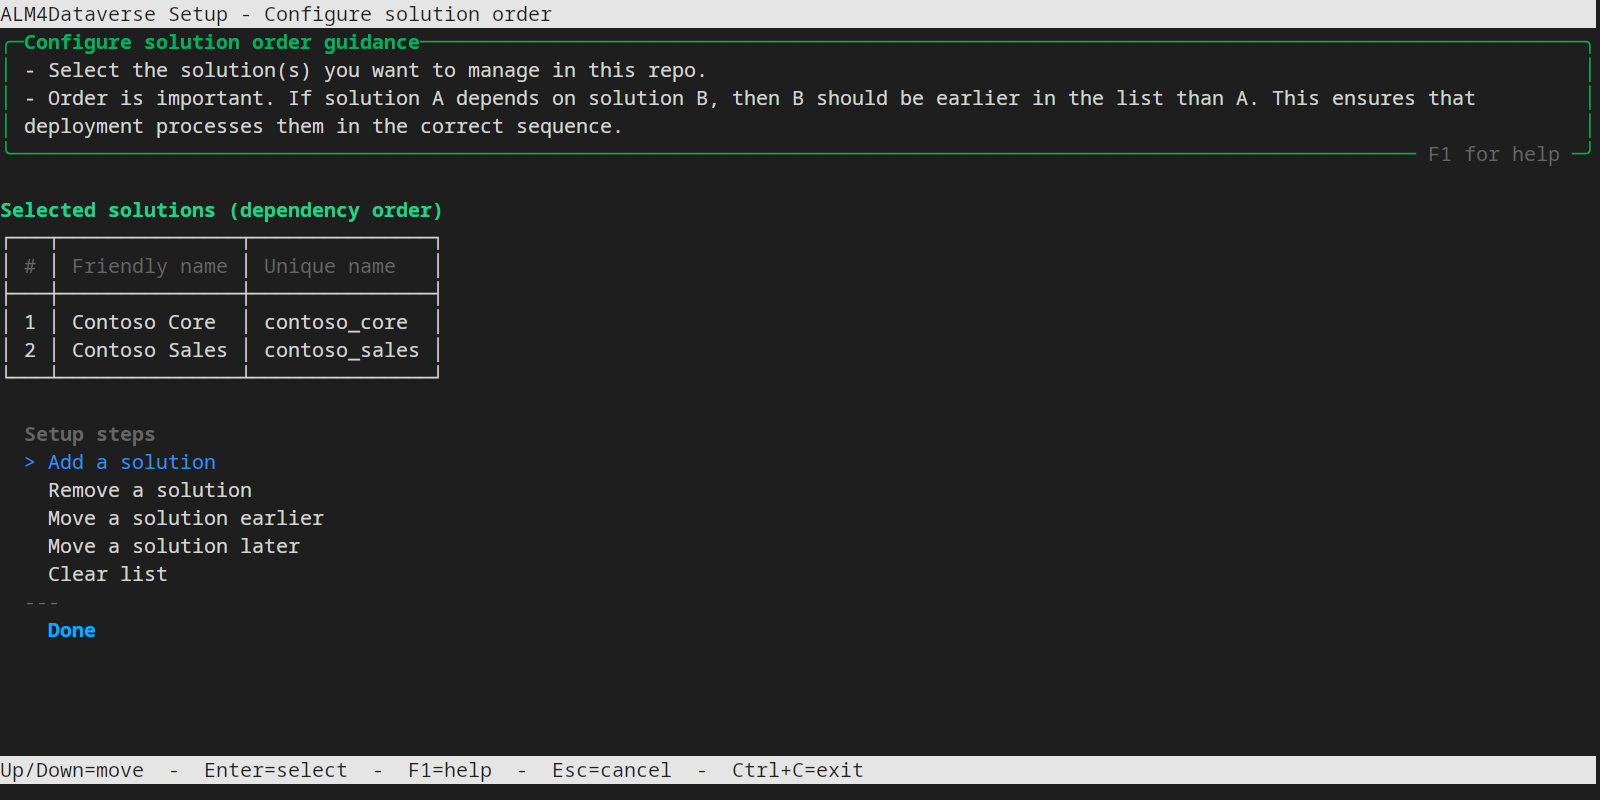 ALM4Dataverse Setup - Configure solution order
Configure solution order guidance
- Select the solution(s) you want to manage in this repo.
- Order is important. If solution A depends on solution B, then B should be earlier in the list than A. This ensures that
deployment processes them in the correct sequence.
F1 for help
Selected solutions (dependency order)
# Friendly name Unique name
1 Contoso Core contoso_core
2 Contoso Sales contoso_sales
Setup steps
> Add a solution
Remove a solution
Move a solution earlier
Move a solution later
Clear list
---
Done
Up/Down=move - Enter=select - F1=help - Esc=cancel - Ctrl+C=exit